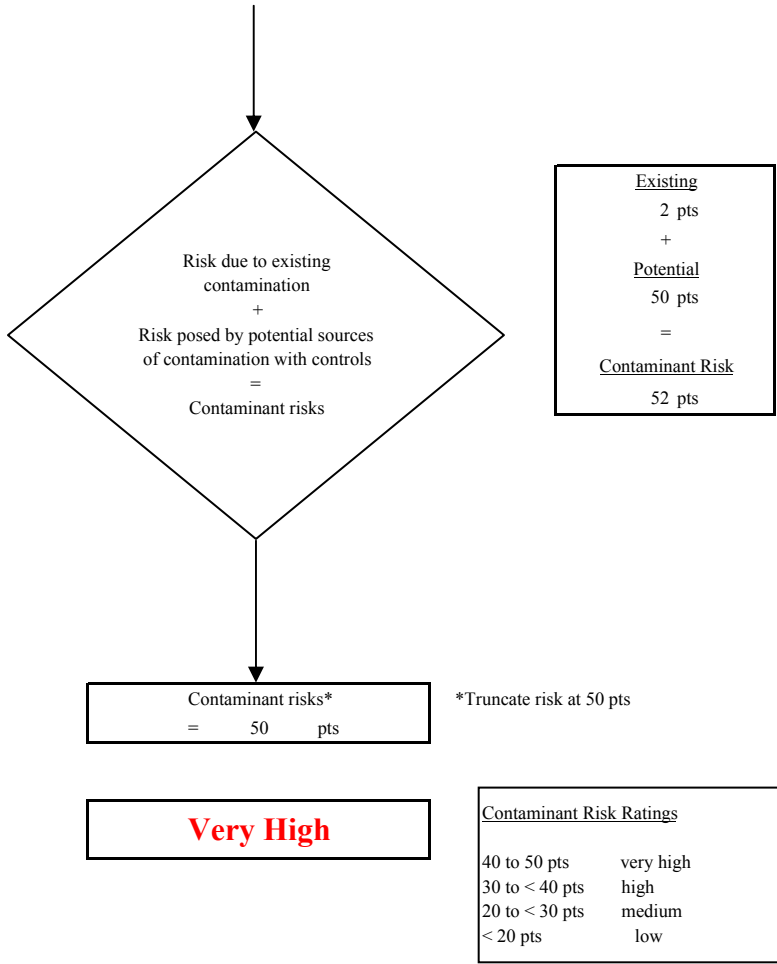 Risk due to existing
contamination
+
Risk posed by potential sources
of contamination with controls
=
Contaminant risks
Existing
2 pts
+
Potential
50 pts
=
Contaminant Risk
52 pts
Contaminant risks*
= 50 pts
*Truncate risk at 50 pts
Very High
Contaminant Risk Ratings
40 to 50 pts very high
30 to < 40 pts high
20 to < 30 pts medium
< 20 pts low